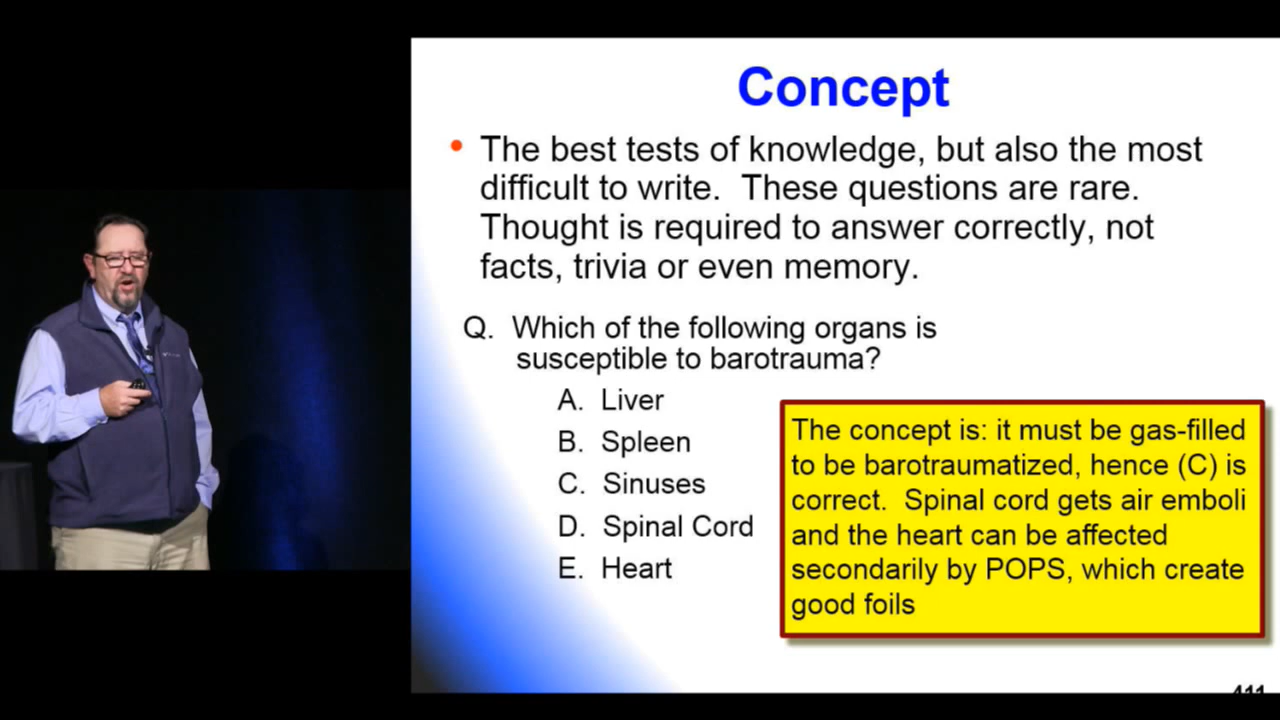 Concept
• The best tests of knowledge, but also the most
difficult to write. These questions are rare.
Thought is required to answer correctly, not
facts, trivia or even memory.
Q. Which of the following organs is
susceptible to barotrauma?
A. Liver
B. Spleen
C. Sinuses
D. Spinal Cord
E. Heart
The concept is: it must be gas-filled
to be barotraumatized, hence (C) is
correct. Spinal cord gets air emboli
and the heart can be affected
secondarily by POPS, which create
good foils
411